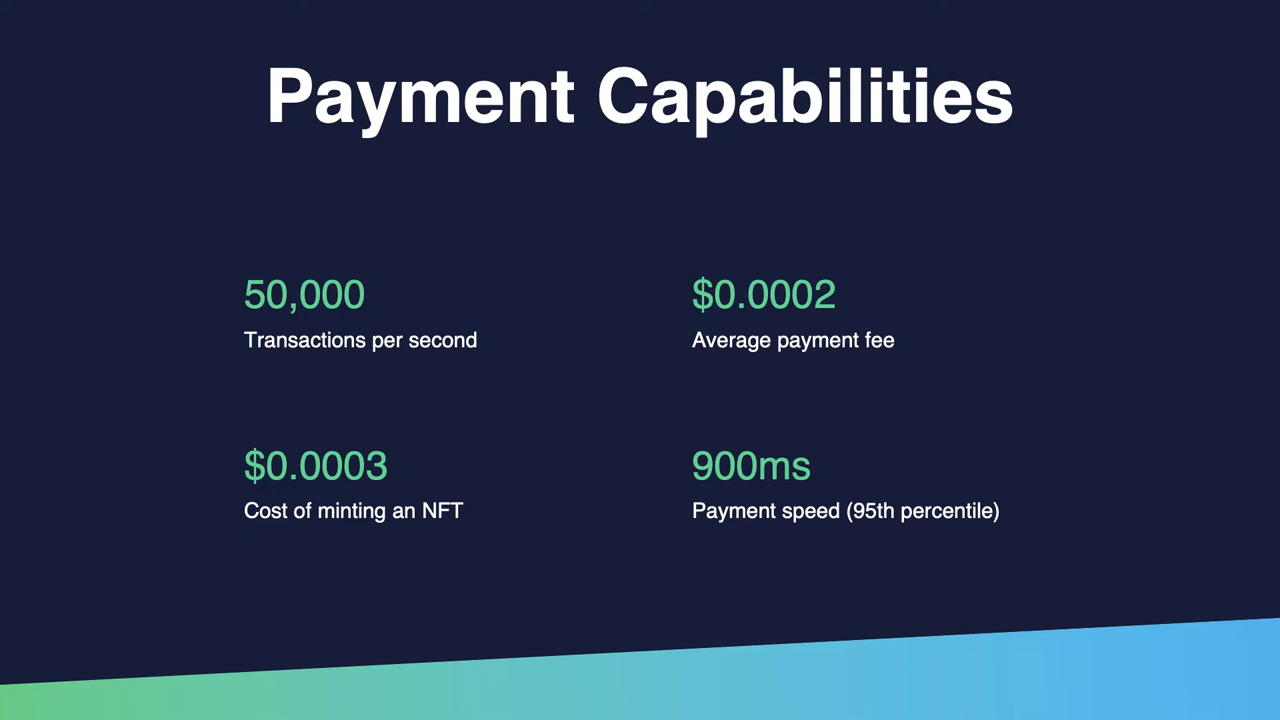 Payment Capabilities
50,000
Transactions per second
$0.0002
Average payment fee
$0.0003
Cost of minting an NFT
900ms
Payment speed (95th percentile)